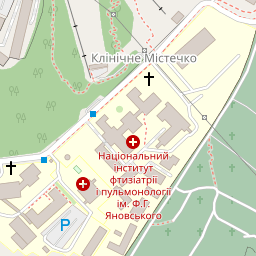 Клінічне Містечко
Національний
інститут
фтизіатрії
і пульмонології
ім. Ф.Г.
Яновського
P